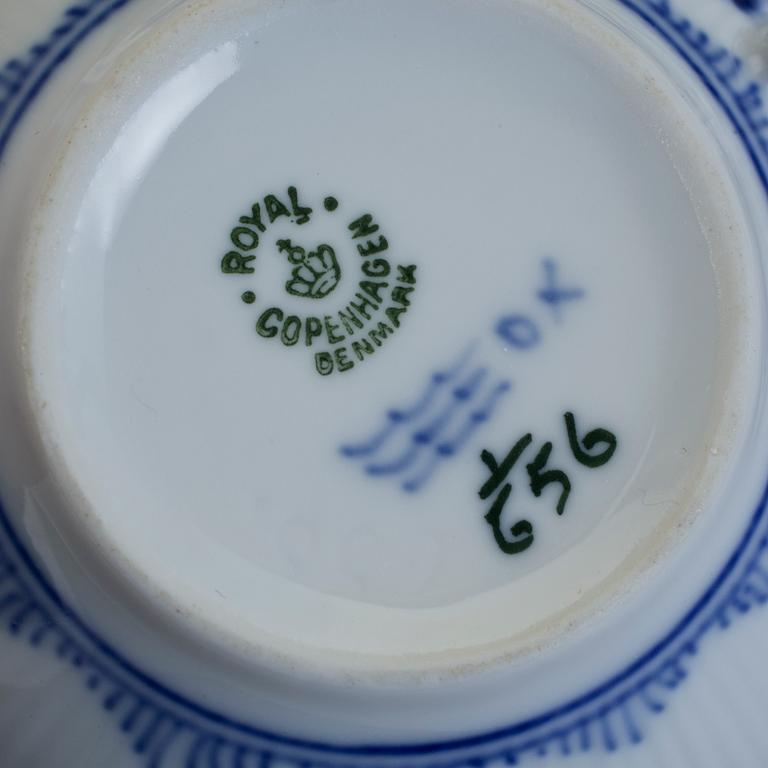 ROYAL
COPENHAGEN
DENMARK
1/656